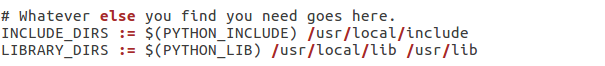 # Whatever else you find you need goes here.
INCLUDE_DIRS := $(PYTHON_INCLUDE) /usr/local/include
LIBRARY_DIRS := $(PYTHON_LIB) /usr/local/lib /usr/lib